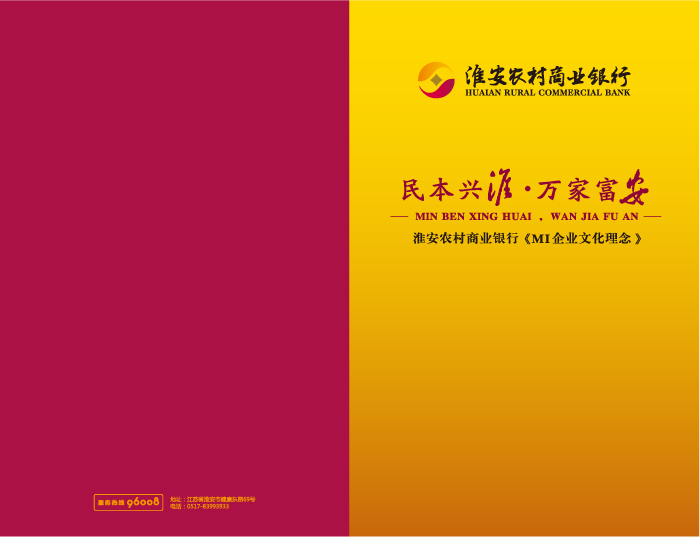 淮安农村商业银行
HUAIAN RURAL COMMERCIAL BANK
民本兴淮·万家富安
MIN BEN XING HUAI . WAN JIA FU AN
淮安农村商业银行《MI企业文化理念》
服务热线 96008
地址：江苏省淮安市健康东路69号
电话：0517-83993933